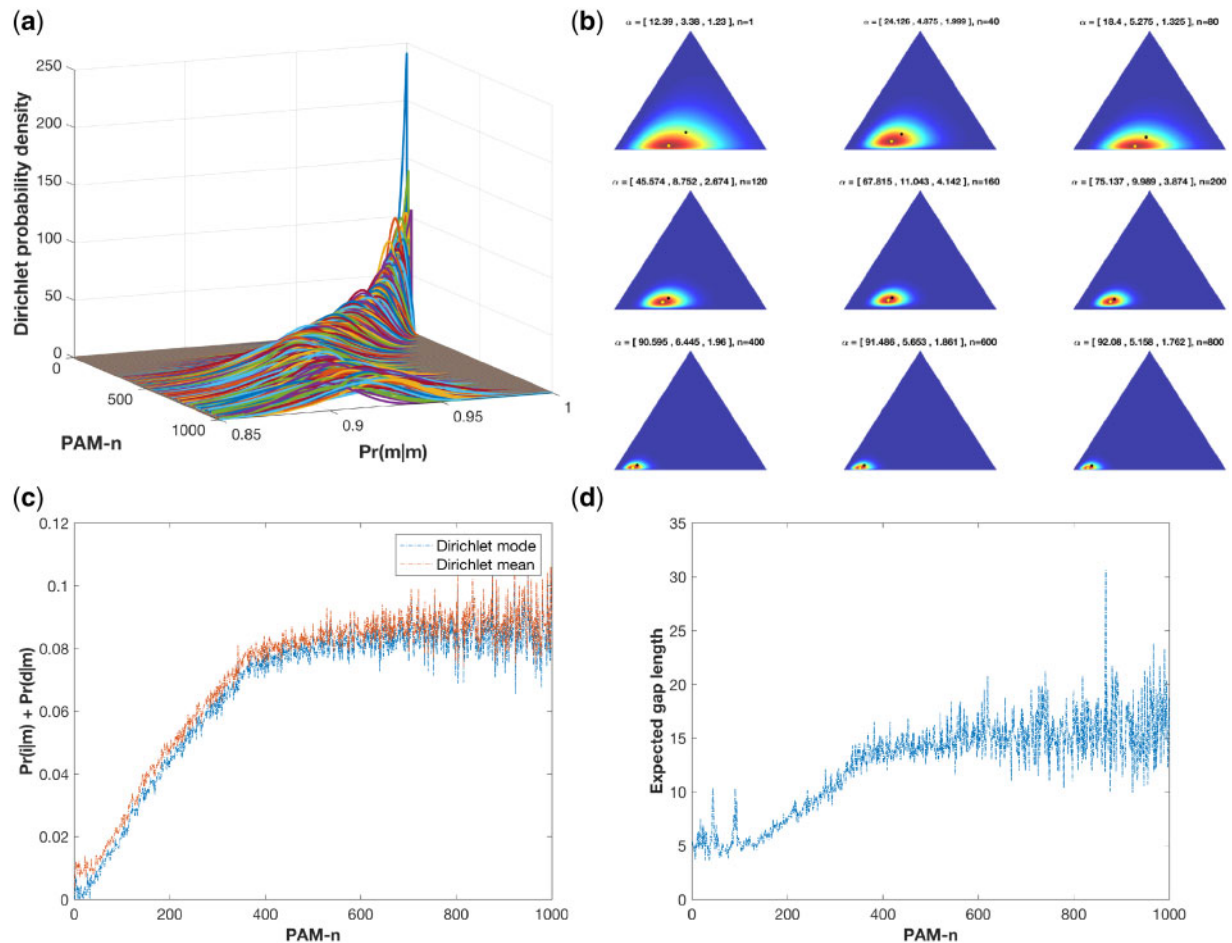 (a)
250
200
150
100
50
0
Dirichlet probability density
0
500
1000
PAM-n
0.85
0.9
0.95
1
Pr(m|m)
(b)
α = [ 12.39 , 3.38 , 1.23 ], n=1
α = [ 24.126 , 4.875 , 1.999 ], n=40
α = [ 18.4 , 5.275 , 1.325 ], n=80
α = [ 45.574 , 8.752 , 2.674 ], n=120
α = [ 67.815 , 11.043 , 4.142 ], n=160
α = [ 75.137 , 9.989 , 3.874 ], n=200
α = [ 90.595 , 6.445 , 1.96 ], n=400
α = [ 91.486 , 5.653 , 1.861 ], n=600
α = [ 92.08 , 5.158 , 1.762 ], n=800
(c)
0.12
0.1
0.08
0.06
0.04
0.02
0
Pr(i|m) + Pr(d|m)
Dirichlet mode
Dirichlet mean
0
200
400
600
800
1000
PAM-n
(d)
35
30
25
20
15
10
5
0
Expected gap length
0
200
400
600
800
1000
PAM-n